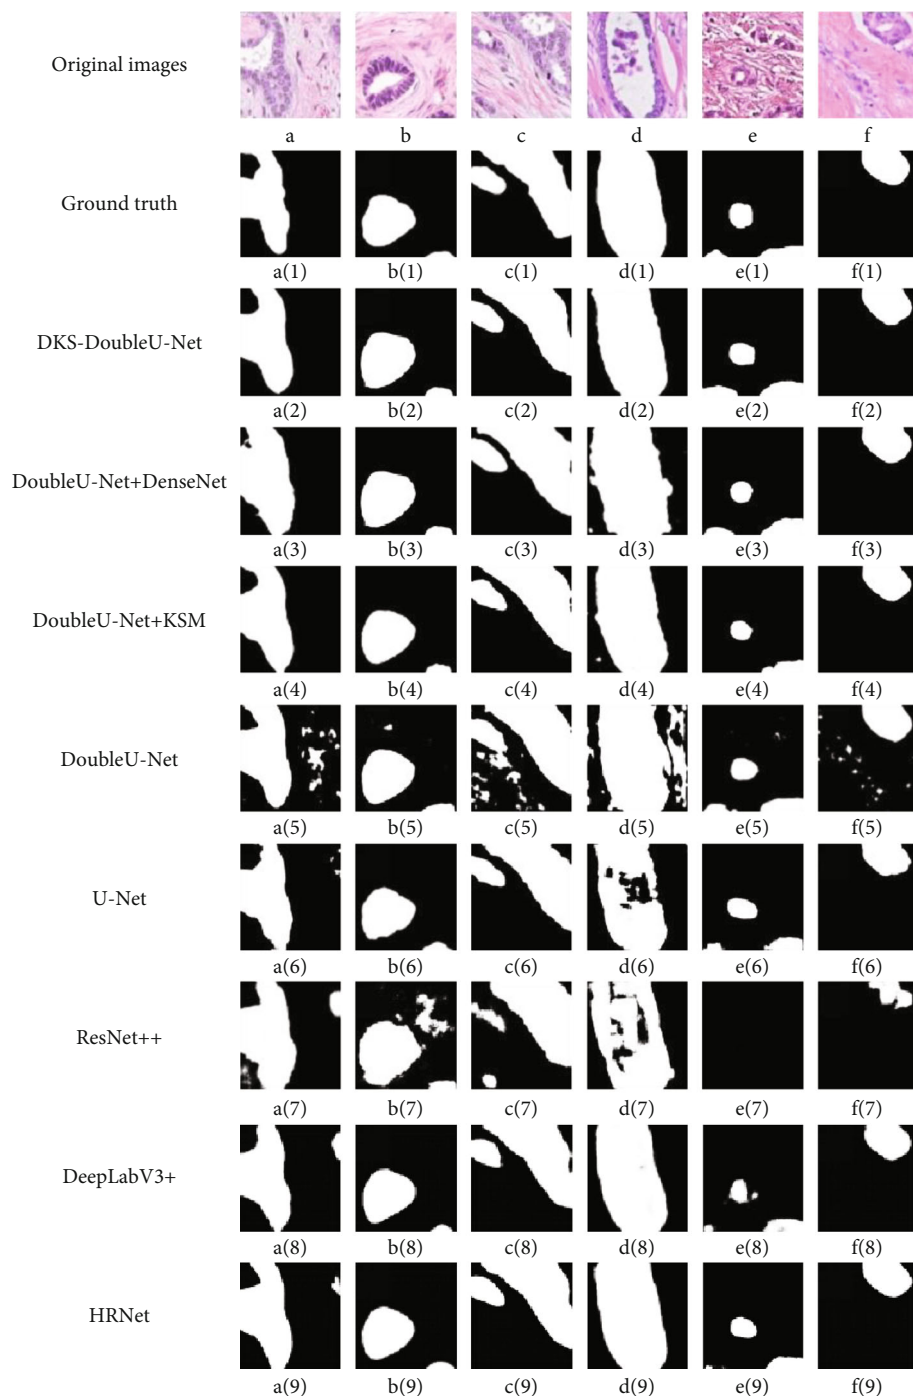 Original images
a b c d e f
Ground truth
a(1) b(1) c(1) d(1) e(1) f(1)
DKS-DoubleU-Net
a(2) b(2) c(2) d(2) e(2) f(2)
DoubleU-Net+DenseNet
a(3) b(3) c(3) d(3) e(3) f(3)
DoubleU-Net+KSM
a(4) b(4) c(4) d(4) e(4) f(4)
DoubleU-Net
a(5) b(5) c(5) d(5) e(5) f(5)
U-Net
a(6) b(6) c(6) d(6) e(6) f(6)
ResNet++
a(7) b(7) c(7) d(7) e(7) f(7)
DeepLabV3+
a(8) b(8) c(8) d(8) e(8) f(8)
HRNet
a(9) b(9) c(9) d(9) e(9) f(9)